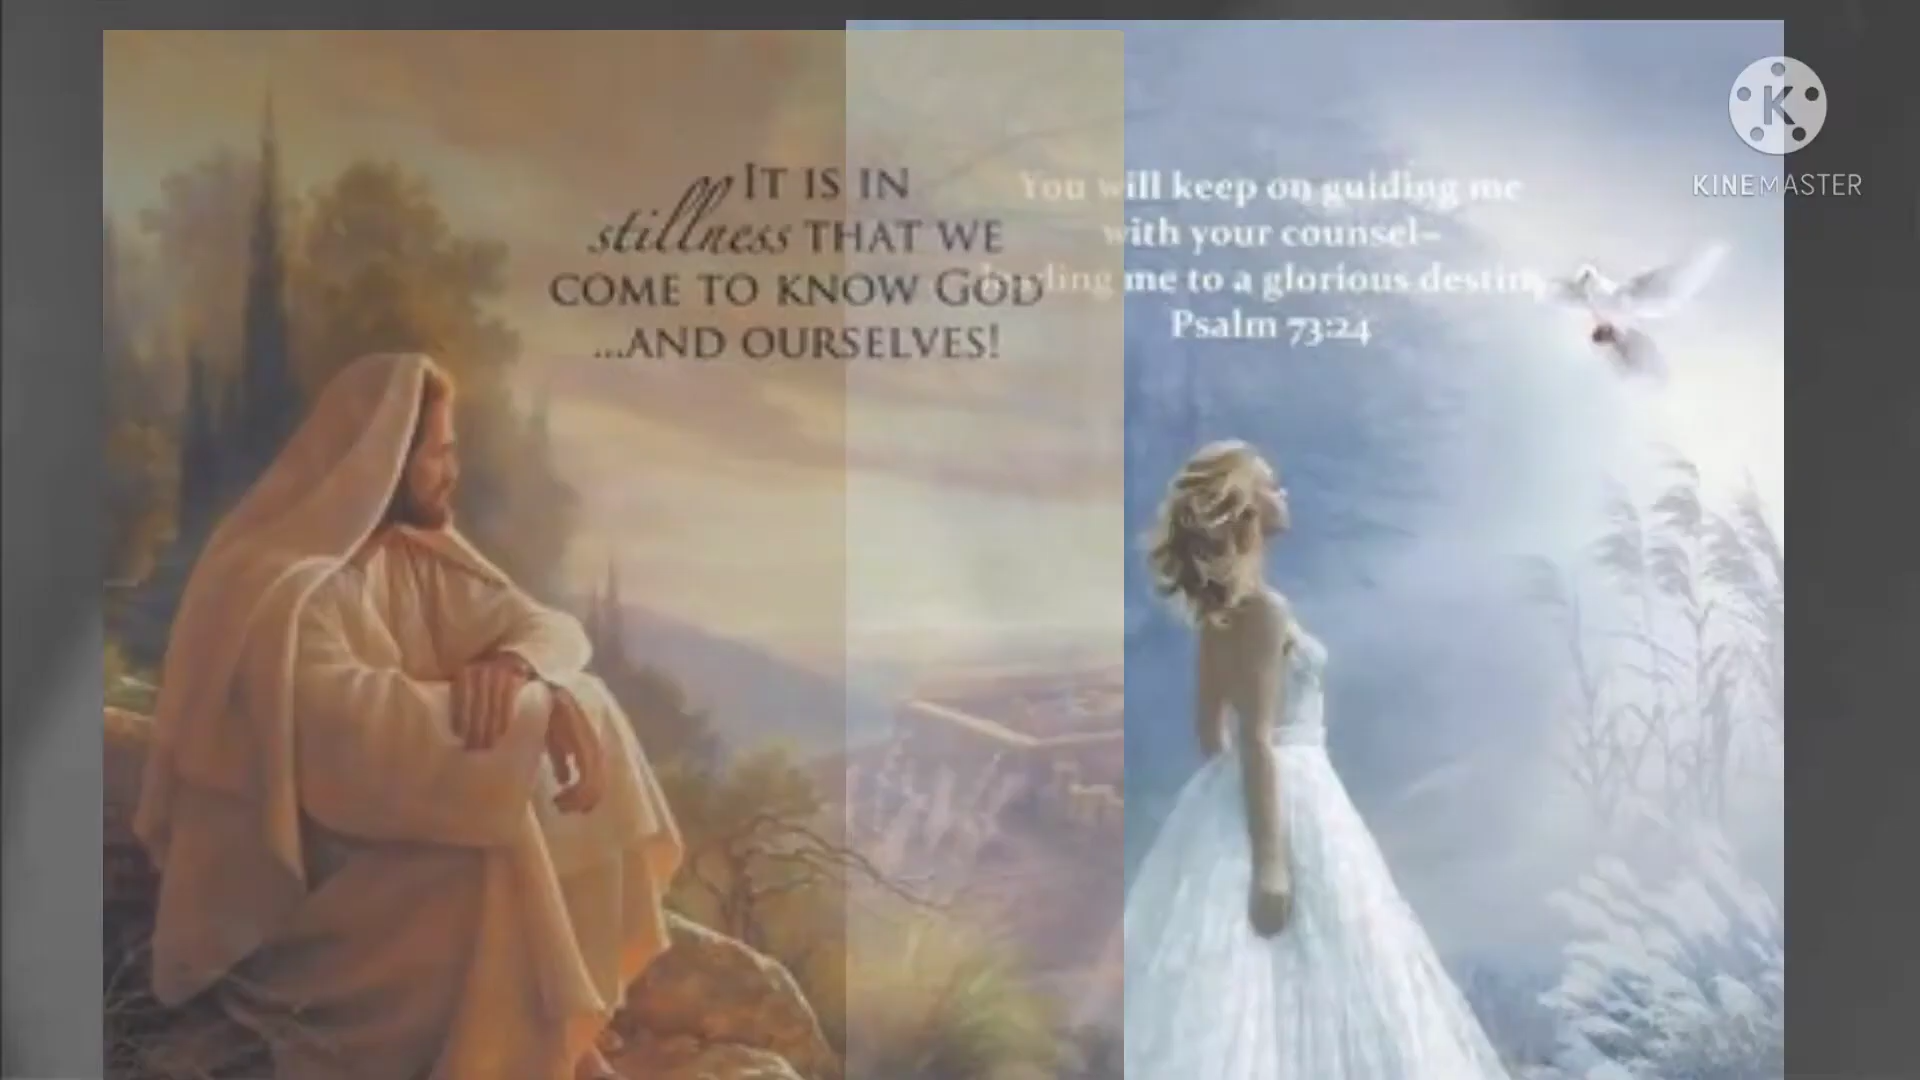 IT IS IN
stillness THAT WE
COME TO KNOW GOD
...AND OURSELVES!
You will keep on guiding me
with your counsel–
me to a glorious
Psalm 73:24
K
KINEMASTER